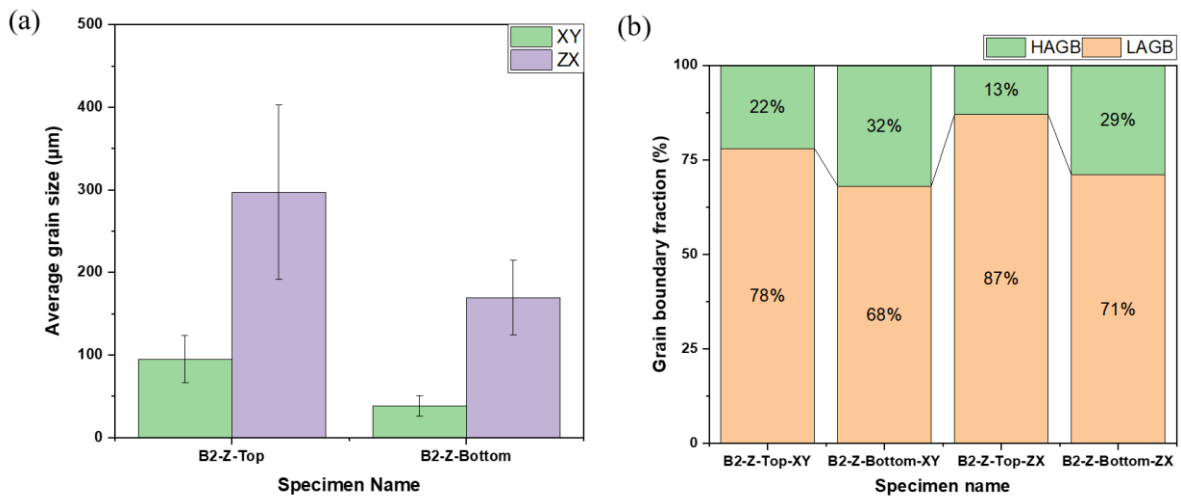 (a)
500
400
300
200
100
0
Average grain size (µm)
XY
ZX
B2-Z-Top
B2-Z-Bottom
Specimen Name
(b)
HAGB
LAGB
100
75
50
25
0
Grain boundary fraction (%)
22%
32%
13%
29%
78%
68%
87%
71%
B2-Z-Top-XY
B2-Z-Bottom-XY
B2-Z-Top-ZX
B2-Z-Bottom-ZX
Specimen name